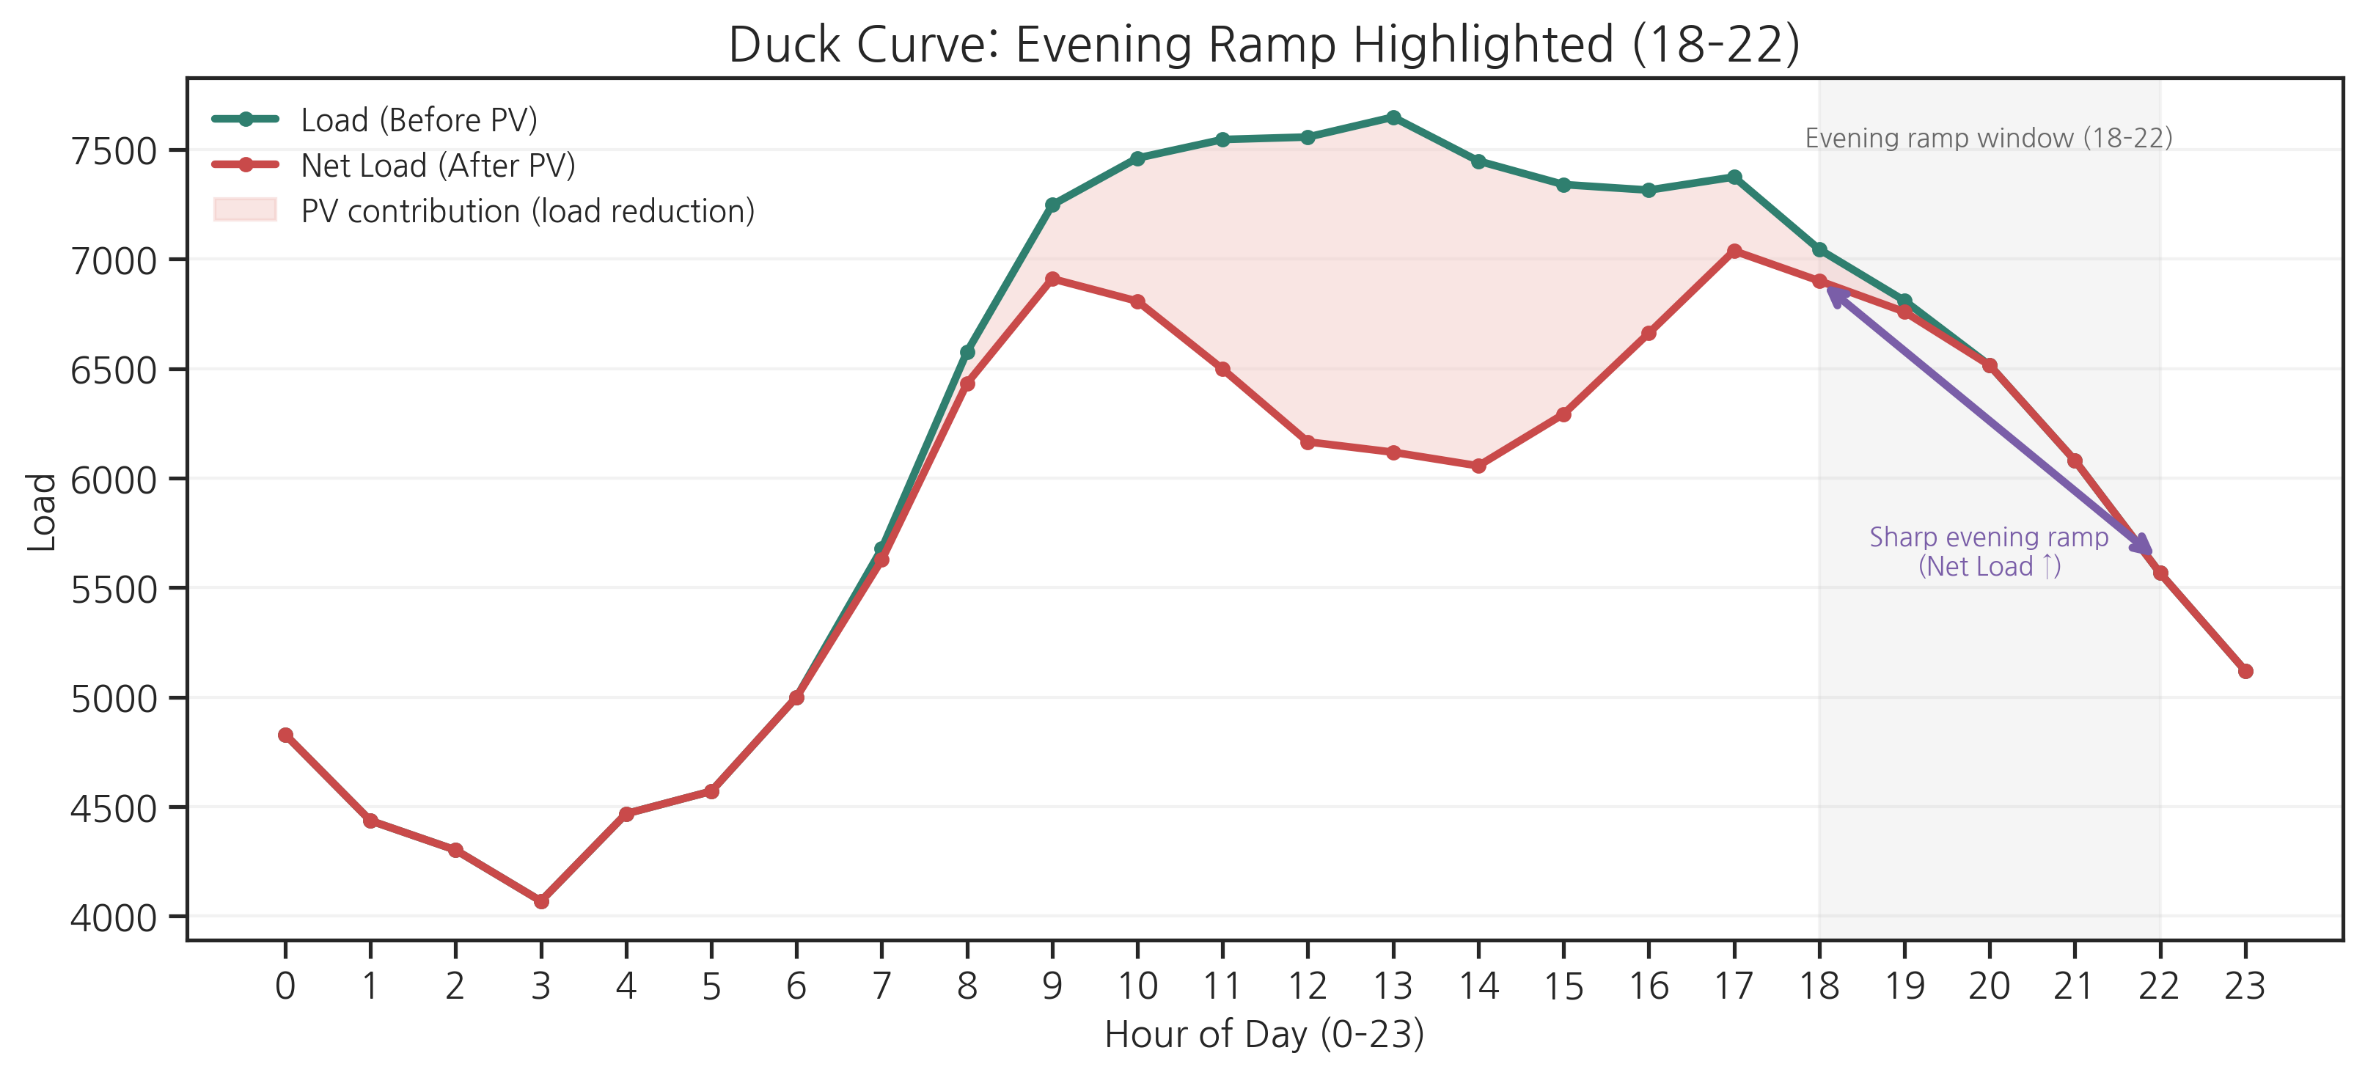 Duck Curve: Evening Ramp Highlighted (18-22)
Load (Before PV)
Net Load (After PV)
PV contribution (load reduction)
Evening ramp window (18-22)
Sharp evening ramp
(Net Load ↑)
Load
7500
7000
6500
6000
5500
5000
4500
4000
0 1 2 3 4 5 6 7 8 9 10 11 12 13 14 15 16 17 18 19 20 21 22 23
Hour of Day (0-23)